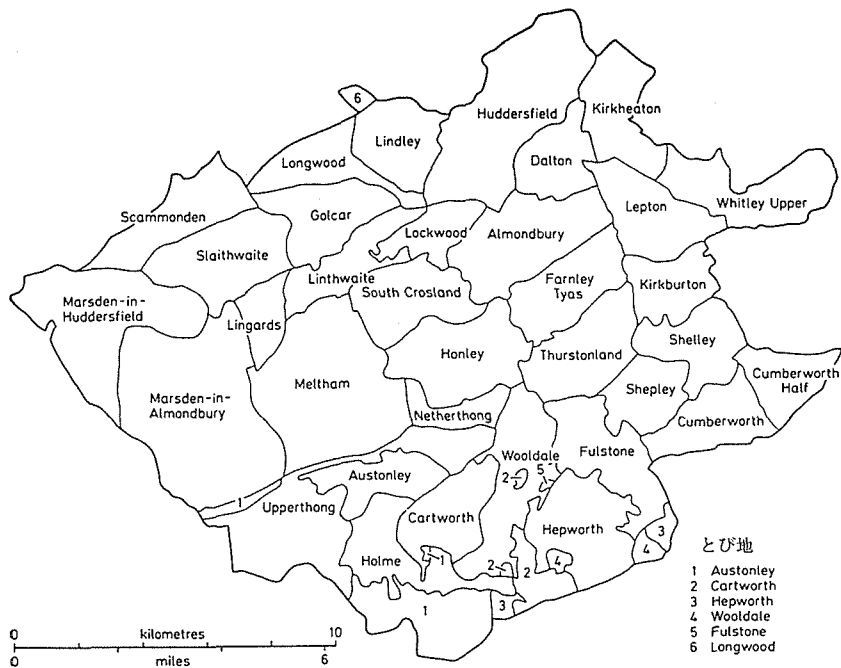 6
Huddersfield
Kirkheaton
Lindley
Longwood
Dalton
Scammonden
Golcar
Lepton
Whitley Upper
Lockwood
Almondbury
Slaithwaite
Linthwaite
Farnley
Tyas
Kirkburton
Marsden-in-
Huddersfield
South Crosland
Lingards
Honley
Thurstonland
Shelley
Marsden-in-
Almondbury
Meltham
Cumberworth
Half
Shepley
Netherthong
Cumberworth
Wooldale
Fulstone
2
5
Austonley
1
Upperthong
Cartworth
Hepworth
3
4
Holme
1
2
2
4
1
3
とび地
1 Austonley
2 Cartworth
3 Hepworth
4 Wooldale
5 Fulstone
6 Longwood
0 kilometres 10
0 miles 6